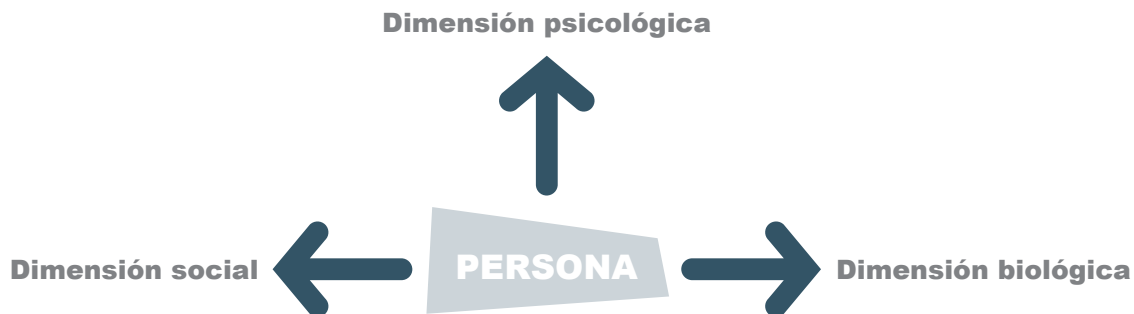 Dimensión psicológica
Dimensión social
PERSONA
Dimensión biológica